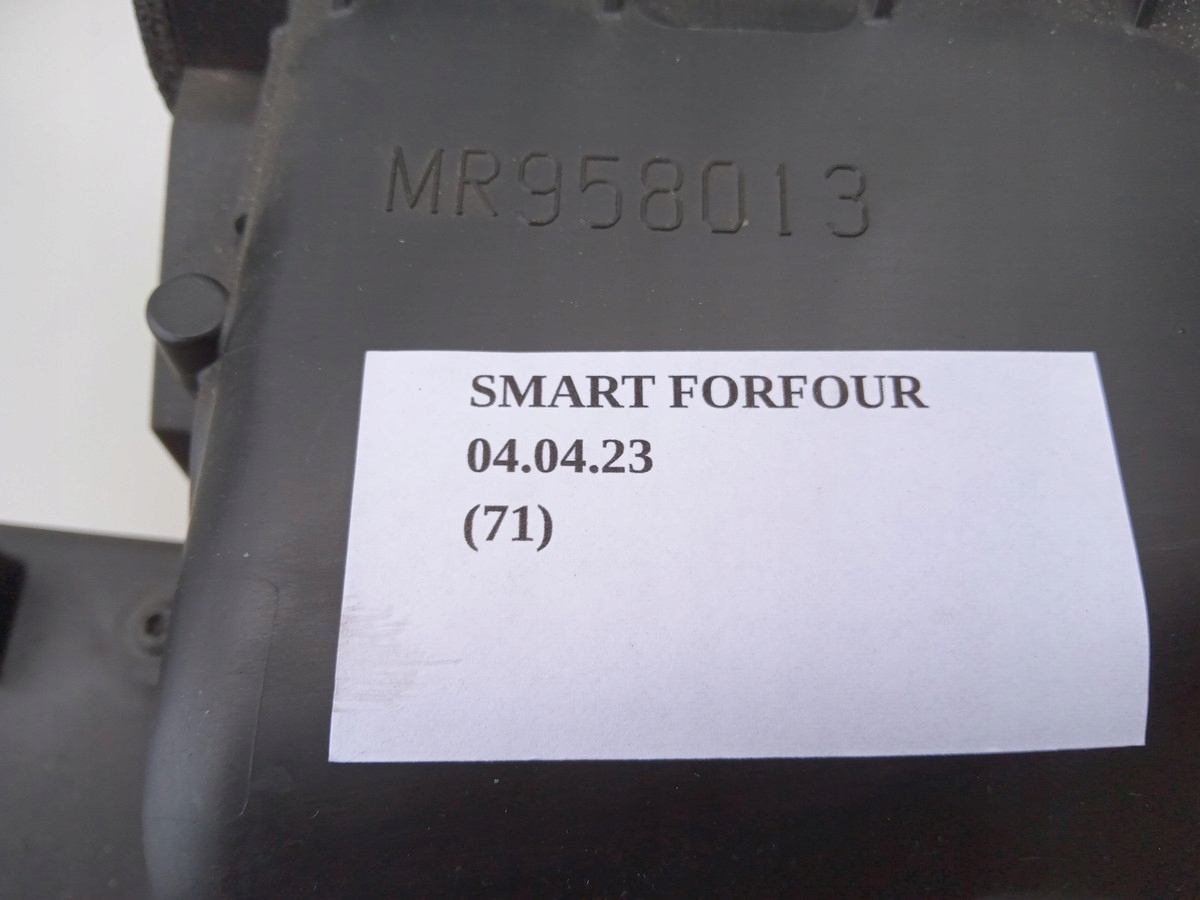 MR958013
SMART FORFOUR
04.04.23
(71)